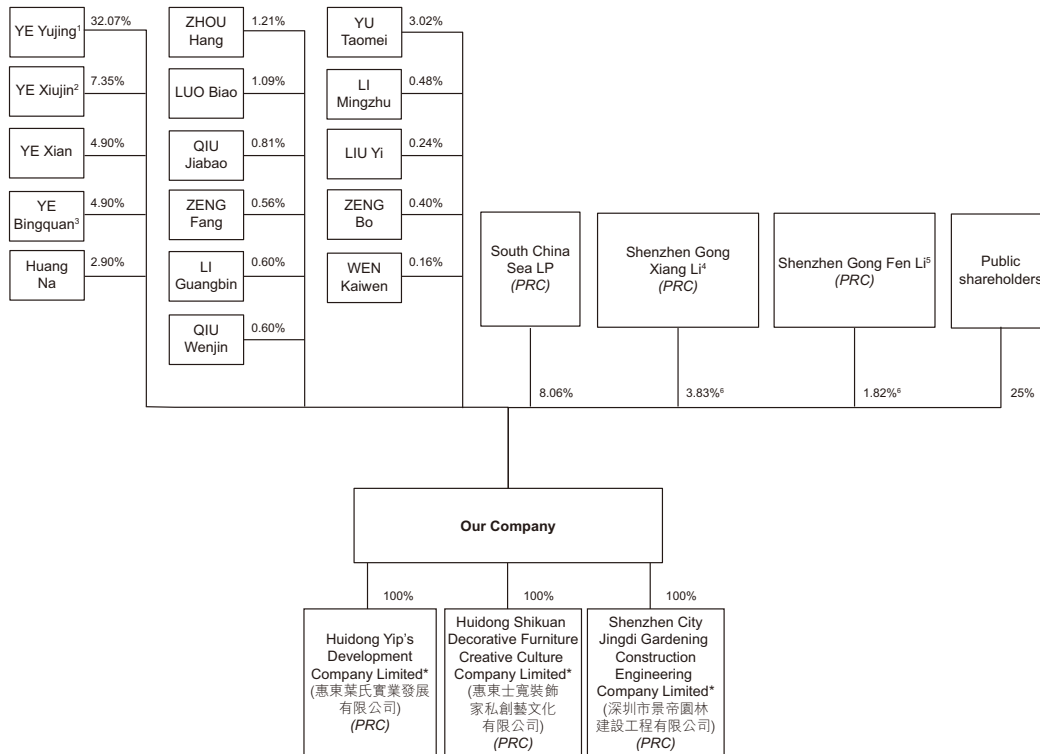 YE Yujing¹
32.07%
YE Xiujin²
7.35%
YE Xian
4.90%
YE
Bingquan³
4.90%
Huang
Na
2.90%
ZHOU
Hang
1.21%
LUO Biao
1.09%
QIU
Jiabao
0.81%
ZENG
Fang
0.56%
LI
Guangbin
0.60%
QIU
Wenjin
0.60%
YU
Taomei
3.02%
LI
Mingzhu
0.48%
LIU Yi
0.24%
ZENG
Bo
0.40%
WEN
Kaiwen
0.16%
South China
Sea LP
(PRC)
8.06%
Shenzhen Gong
Xiang Li⁴
(PRC)
3.83%⁶
Shenzhen Gong Fen Li⁵
(PRC)
1.82%⁶
Public
shareholders
25%
Our Company
100%
Huidong Yip's
Development
Company Limited*
(惠東葉氏實業發展
有限公司)
(PRC)
100%
Huidong Shikuan
Decorative Furniture
Creative Culture
Company Limited*
(惠東士寬裝飾
家私創藝文化
有限公司)
(PRC)
100%
Shenzhen City
Jingdi Gardening
Construction
Engineering
Company Limited*
(深圳市景帝園林
建設工程有限公司)
(PRC)